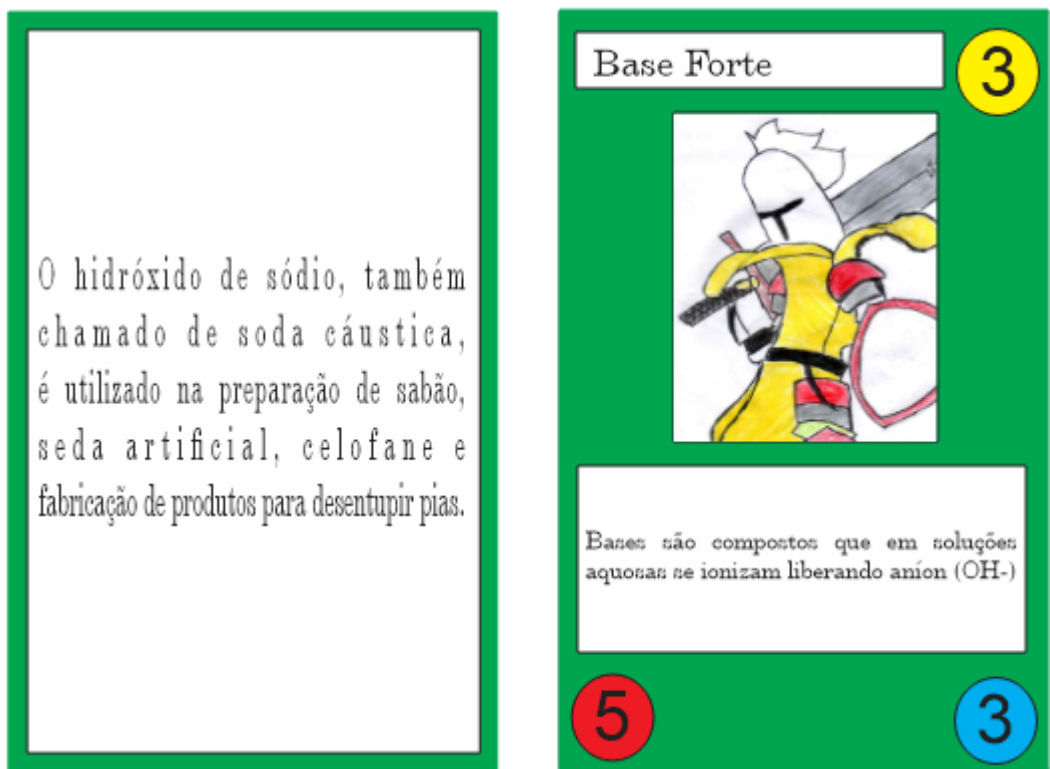 O hidróxido de sódio, também
chamado de soda cáustica,
é utilizado na preparação de sabão,
seda artificial, celofane e
fabricação de produtos para desentupir pias.
Base Forte
3
Bases são compostos que em soluções
aquosas se ionizam liberando aníon (OH-)
5
3